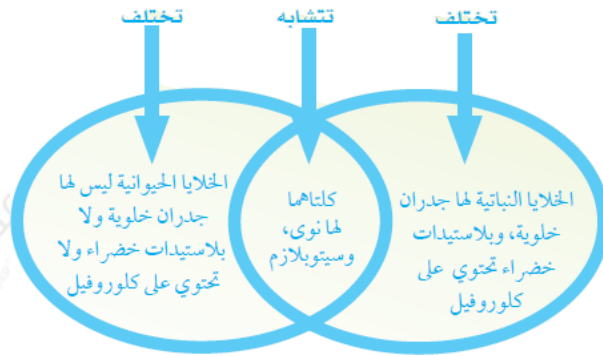 تختلف
تتشابه
تختلف
الخلايا النباتية لها جدران
خلوية، وبلاستيدات
خضراء تحتوي على
كلوروفيل
كلتاهما
لها نوى،
وسيتوبلازم
الخلايا الحيوانية ليس لها
جدران خلوية ولا
بلاستيدات خضراء ولا
تحتوي على كلوروفيل